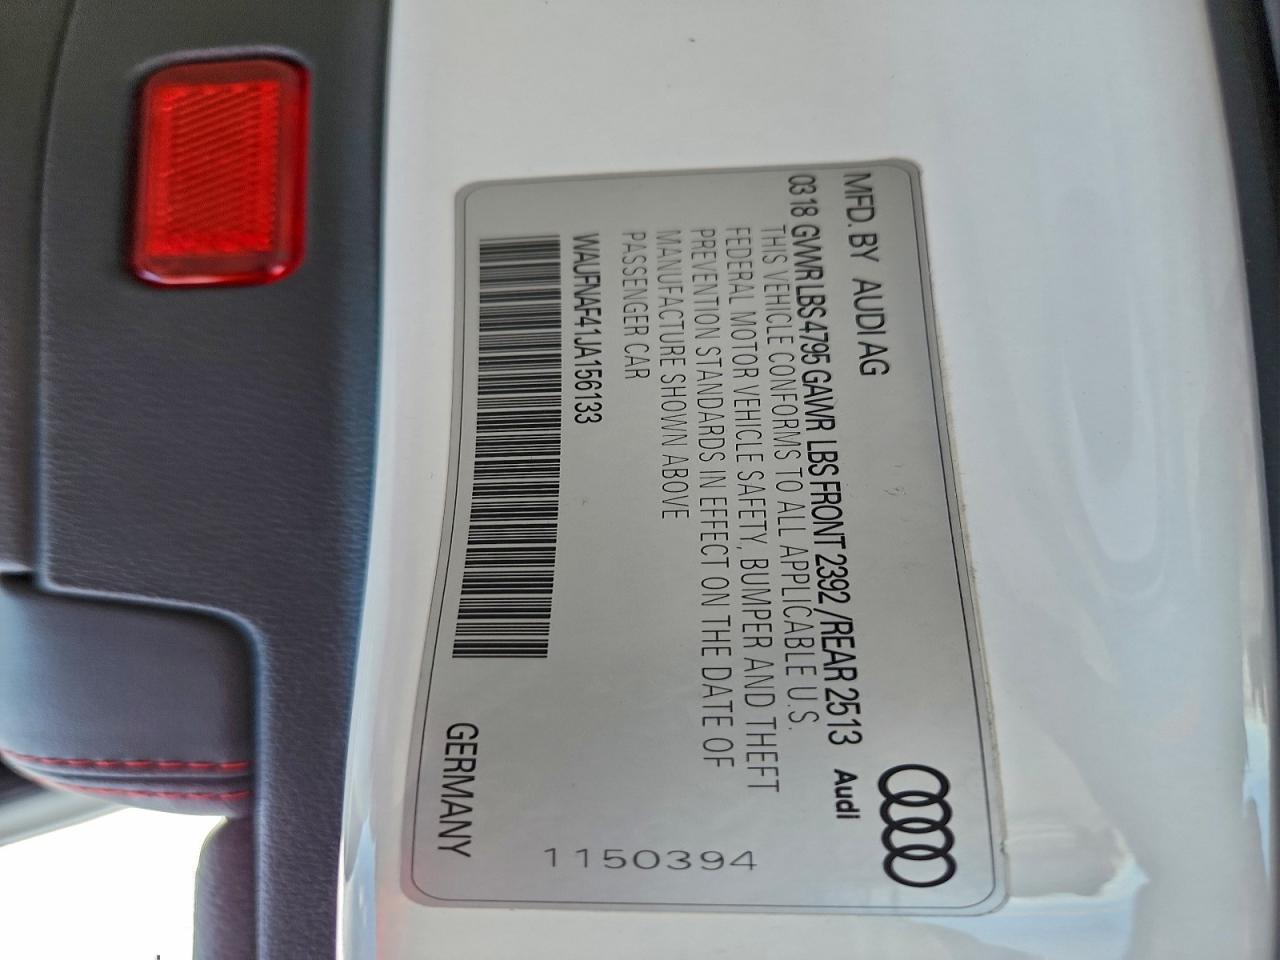 MFD. BY AUDI AG
03 18 GWVR LBS 4795 GAWR LBS FRONT 2392 /REAR 2513
THIS VEHICLE CONFORMS TO ALL APPLICABLE U.S.
FEDERAL MOTOR VEHICLE SAFETY, BUMPER AND THEFT
PREVENTION STANDARDS IN EFFECT ON THE DATE OF
MANUFACTURE SHOWN ABOVE
PASSENGER CAR
WAUFNAF41JA156133
GERMANY
Audi
1150394